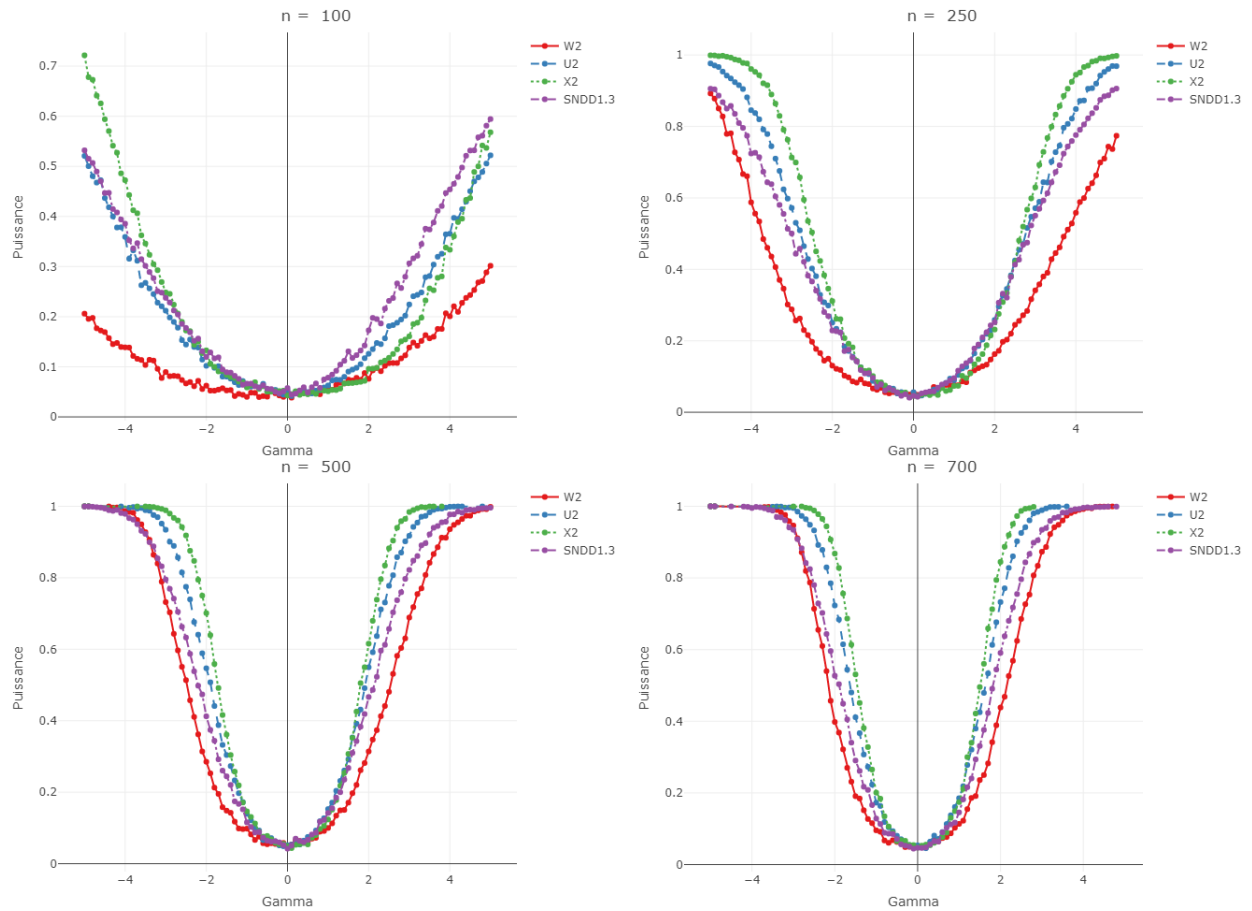 n = 100
W2
U2
X2
SNDD1.3
Puissance
0.7
0.6
0.5
0.4
0.3
0.2
0.1
0
−4
−2
0
2
4
Gamma
n = 250
W2
U2
X2
SNDD1.3
Puissance
1
0.8
0.6
0.4
0.2
0
−4
−2
0
2
4
Gamma
n = 500
W2
U2
X2
SNDD1.3
Puissance
1
0.8
0.6
0.4
0.2
0
−4
−2
0
2
4
Gamma
n = 700
W2
U2
X2
SNDD1.3
Puissance
1
0.8
0.6
0.4
0.2
0
−4
−2
0
2
4
Gamma